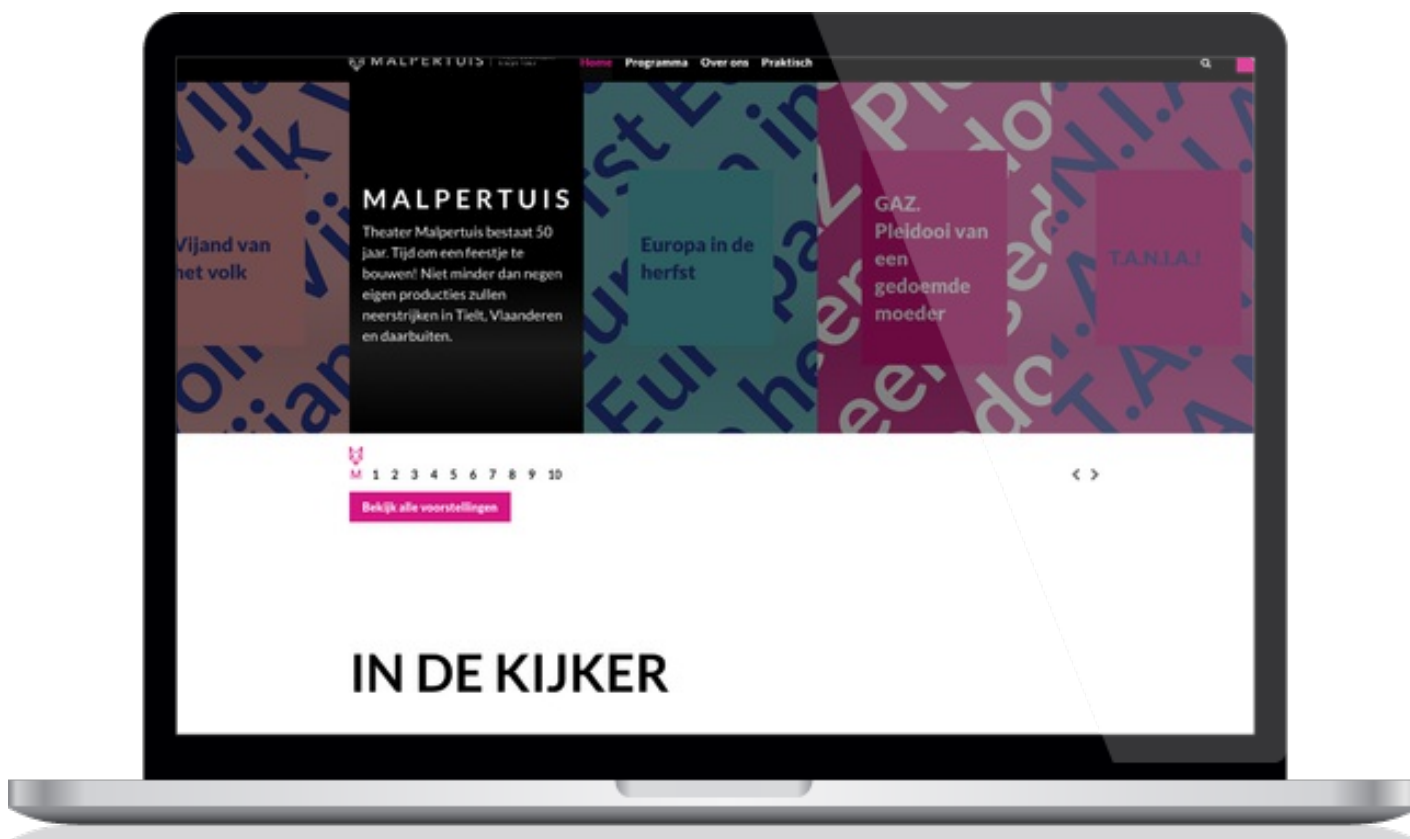 MALPERTUIS
Home Programma Over ons Praktisch
Vijand van
het volk
MALPERTUIS
Theater Malpertuis bestaat 50
jaar. Tijd om een feestje te
bouwen! Niet minder dan negen
eigen producties zullen
neerstrijken in Tielt, Vlaanderen
en daarbuiten.
Europa in de
herfst
GAZ.
Pleidooi van
een
gedoemde
moeder
T.A.N.I.A.!
M 1 2 3 4 5 6 7 8 9 10
< >
Bekijk alle voorstellingen
IN DE KIJKER